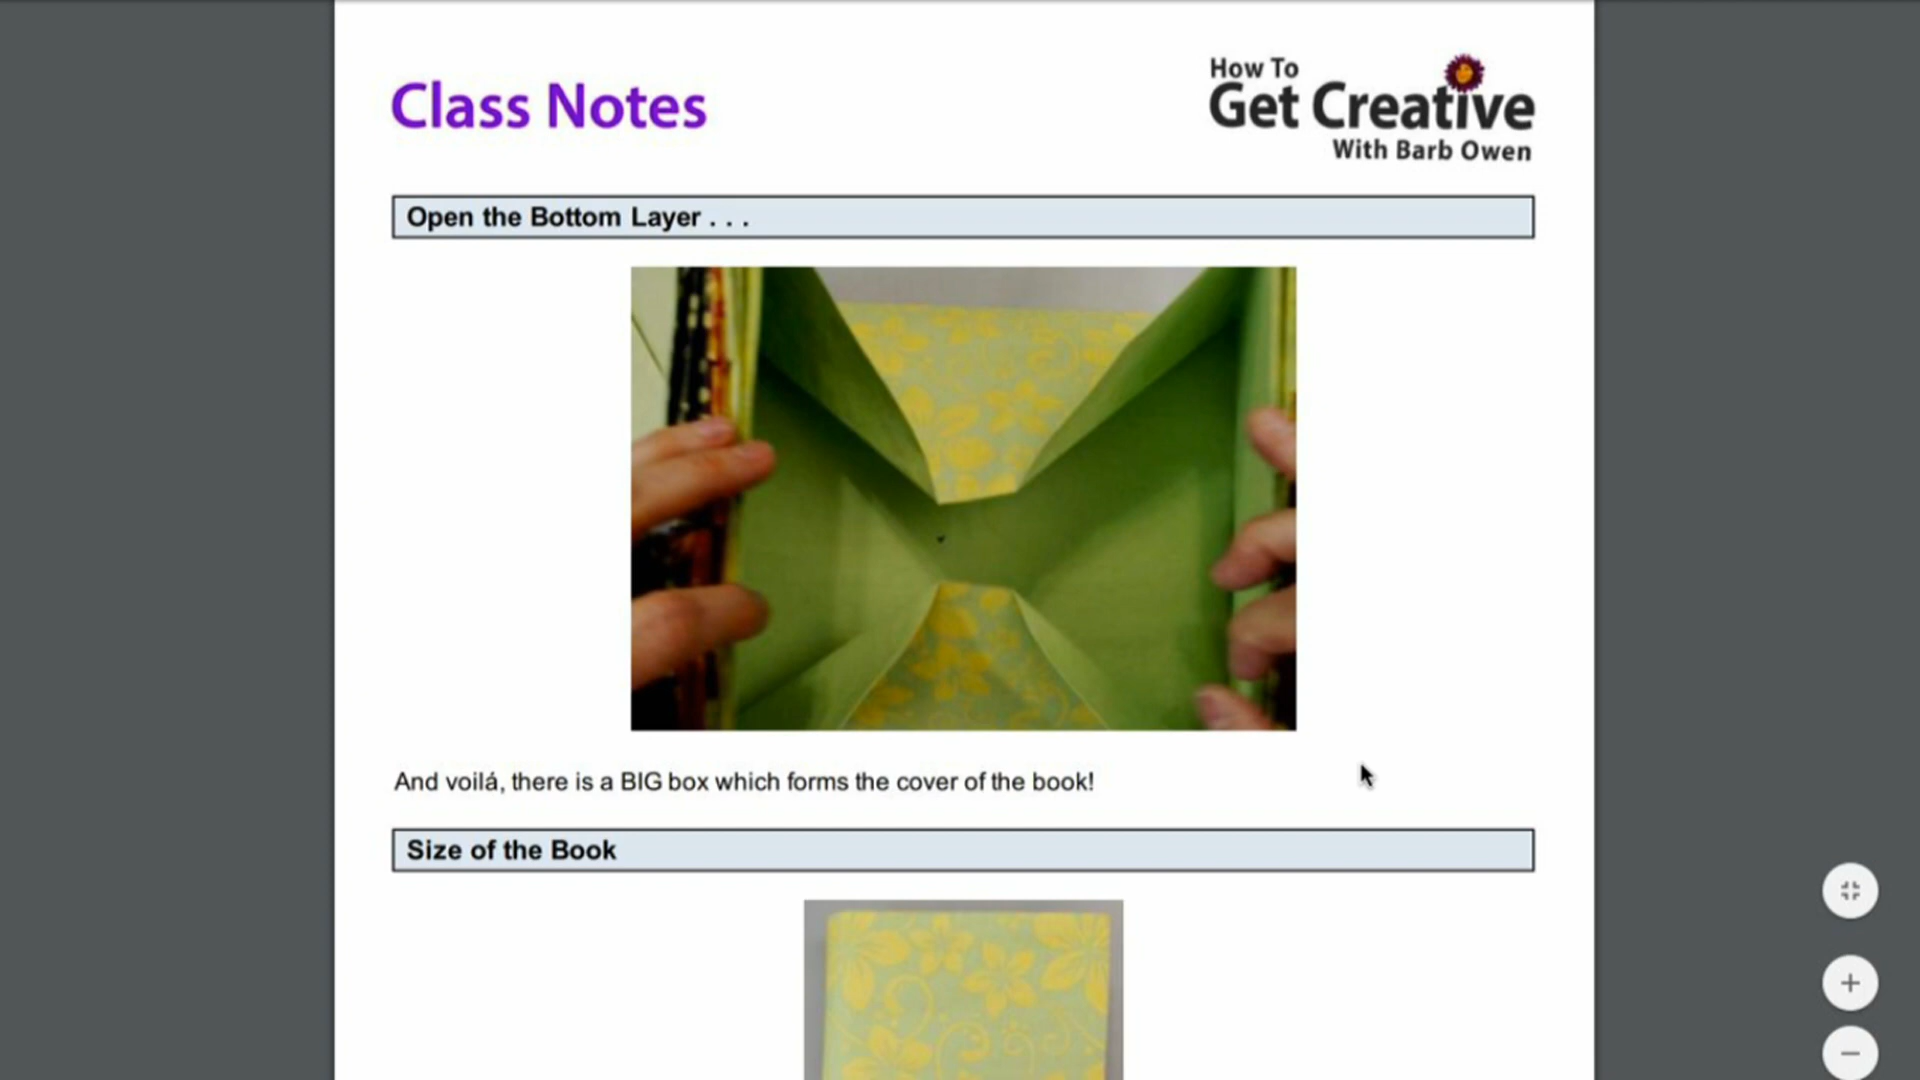 Class Notes
How To
Get Creative
With Barb Owen
Open the Bottom Layer . . .
And voilá, there is a BIG box which forms the cover of the book!
Size of the Book